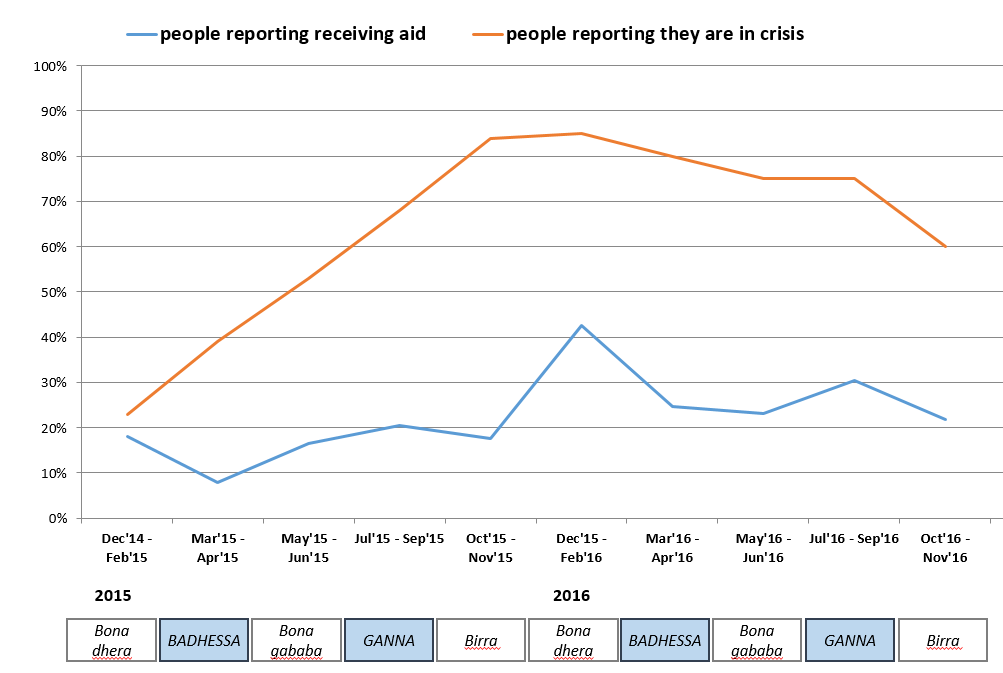 people reporting receiving aid people reporting they are in crisis
100%
90%
80%
70%
60%
50%
40%
30%
20%
10%
0%
Dec'14 - Mar'15 - May'15 - Jul'15 - Sep'15 Oct'15 - Dec'15 - Mar'16 - May'16 - Jul'16 - Sep'16 Oct'16 -
Feb'15 Apr'15 Jun'15 Nov'15 Feb'16 Apr'16 Jun'16 Nov'16
2015 2016
Bona dhera
BADHESSA
Bona gababa
GANNA
Birra
Bona dhera
BADHESSA
Bona gababa
GANNA
Birra